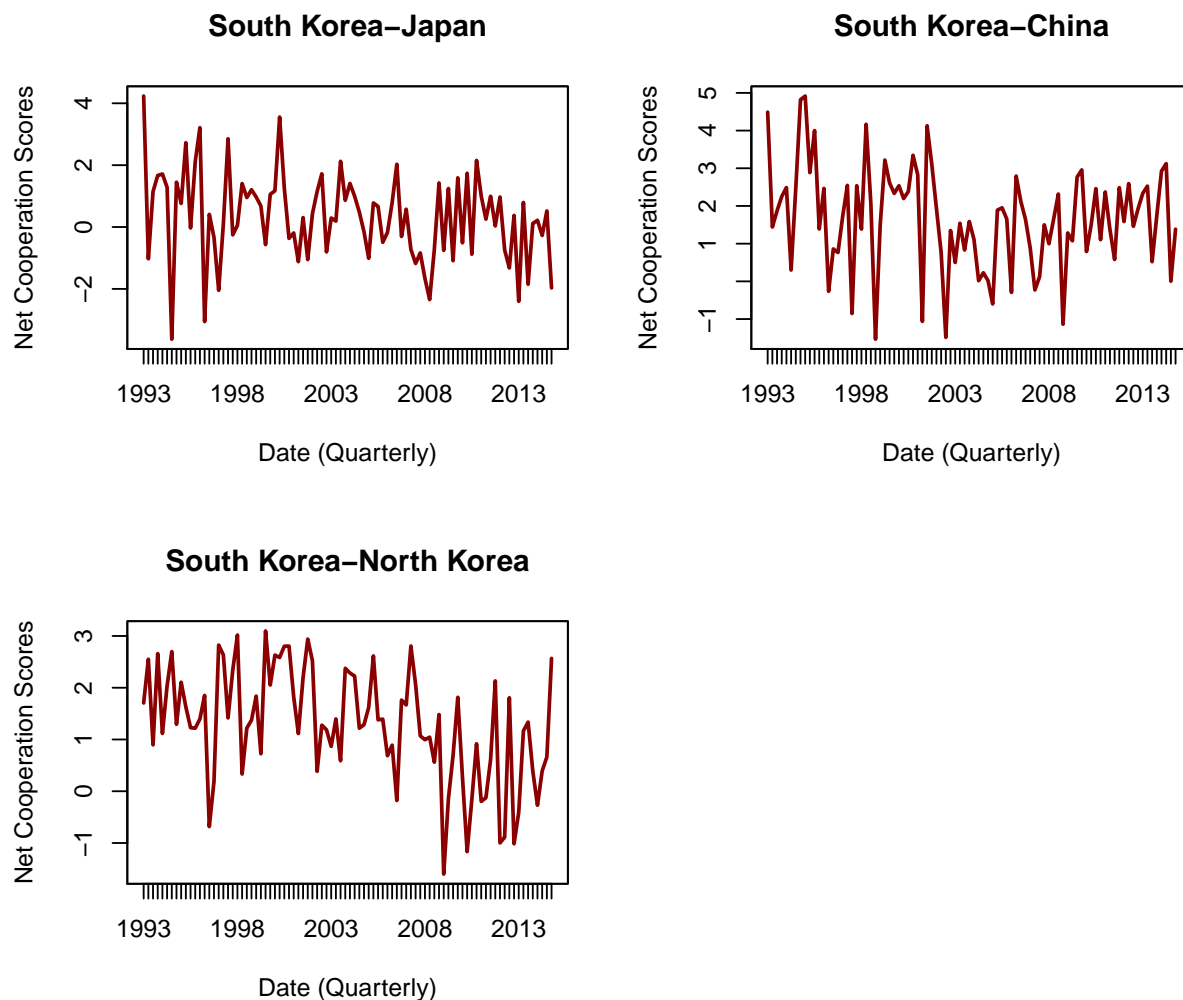 South Korea−Japan
Net Cooperation Scores
4
2
0
−2
1993 1998 2003 2008 2013
Date (Quarterly)
South Korea−China
Net Cooperation Scores
5
4
3
2
1
−1
1993 1998 2003 2008 2013
Date (Quarterly)
South Korea−North Korea
Net Cooperation Scores
3
2
1
0
−1
1993 1998 2003 2008 2013
Date (Quarterly)